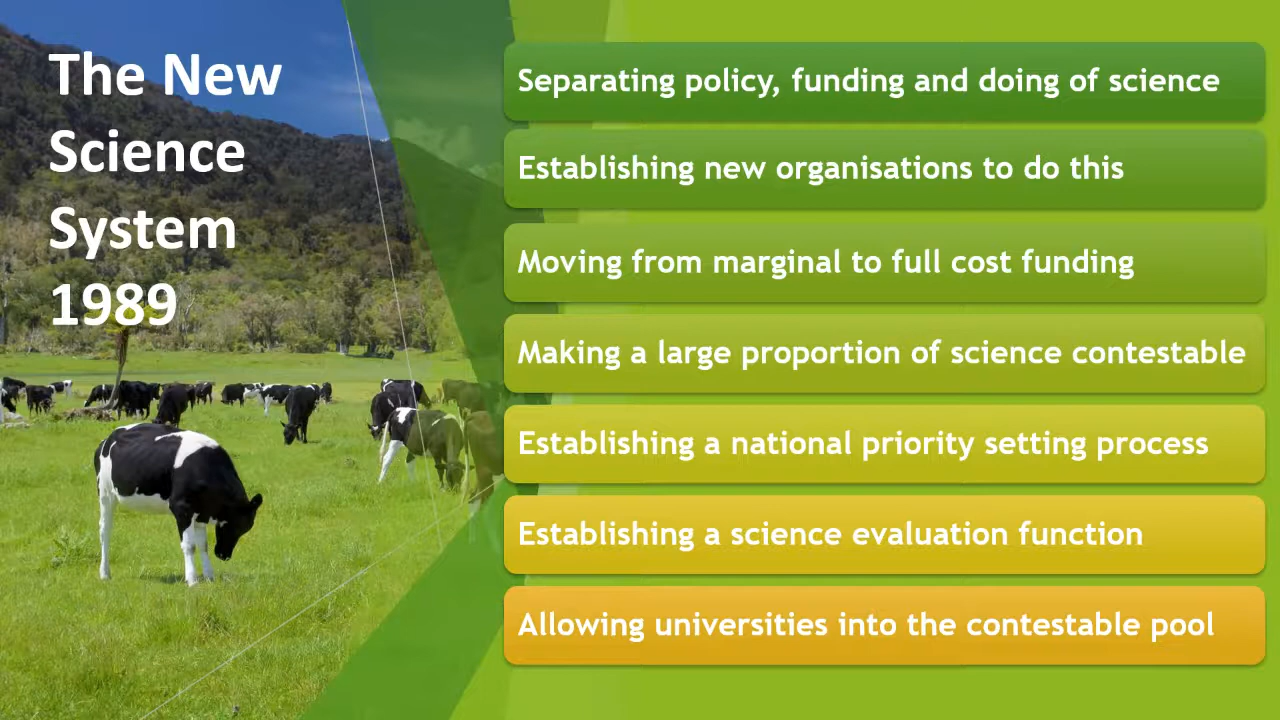 The New
Science
System
1989
Separating policy, funding and doing of science
Establishing new organisations to do this
Moving from marginal to full cost funding
Making a large proportion of science contestable
Establishing a national priority setting process
Establishing a science evaluation function
Allowing universities into the contestable pool